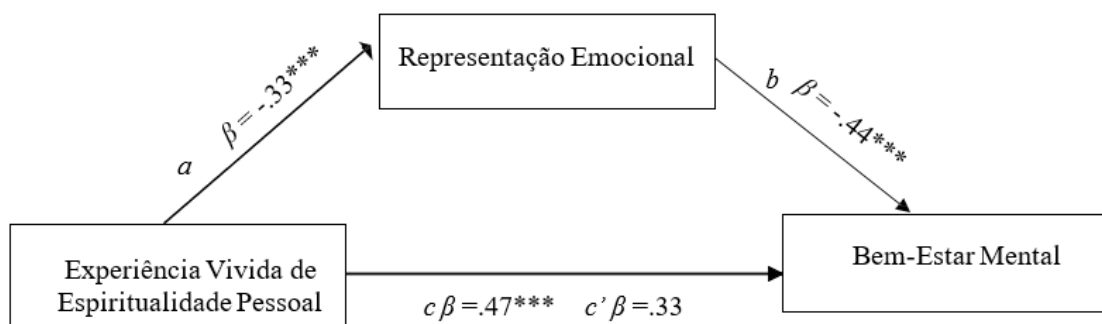 Representação Emocional
a β = -.33***
b β = -.44***
Experiência Vivida de
Espiritualidade Pessoal
Bem-Estar Mental
c β =.47*** c’ β =.33